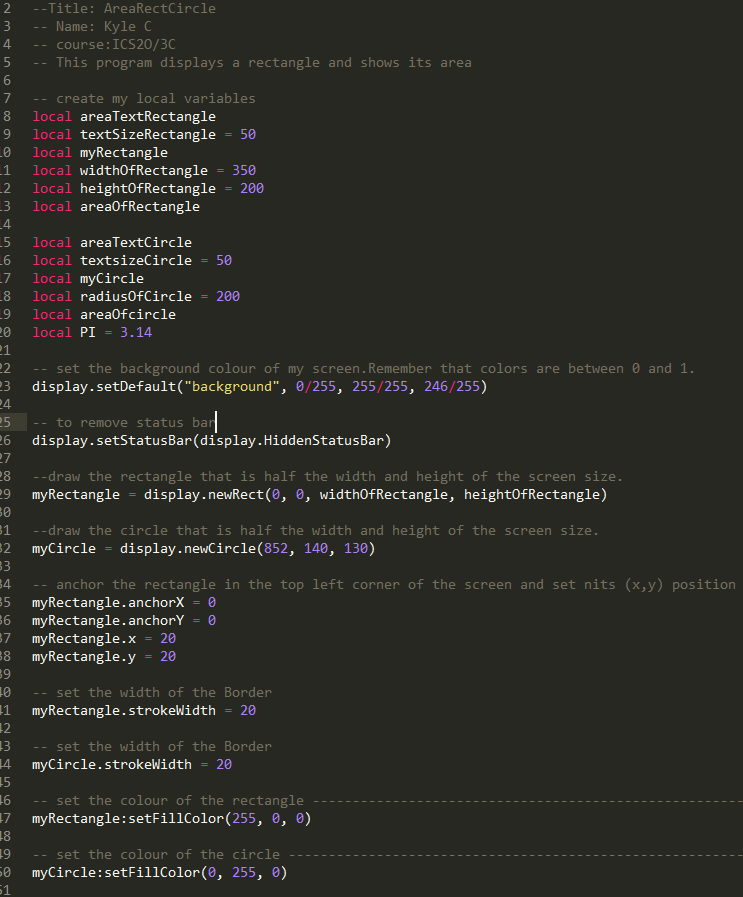 2 --Title: AreaRectCircle
3 -- Name: Kyle C
4 -- course:ICS2O/3C
5 -- This program displays a rectangle and shows its area
6
7 -- create my local variables
8 local areaTextRectangle
9 local textSizeRectangle = 50
10 local myRectangle
11 local widthOfRectangle = 350
12 local heightOfRectangle = 200
13 local areaOfRectangle
14
15 local areaTextCircle
16 local textsizeCircle = 50
17 local myCircle
18 local radiusOfCircle = 200
19 local areaOfcircle
20 local PI = 3.14
21
22 -- set the background colour of my screen.Remember that colors are between 0 and 1.
23 display.setDefault("background", 0/255, 255/255, 246/255)
24
25 -- to remove status bar
26 display.setStatusBar(display.HiddenStatusBar)
27
28 --draw the rectangle that is half the width and height of the screen size.
29 myRectangle = display.newRect(0, 0, widthOfRectangle, heightOfRectangle)
30
31 --draw the circle that is half the width and height of the screen size.
32 myCircle = display.newCircle(852, 140, 130)
33
34 -- anchor the rectangle in the top left corner of the screen and set nits (x,y) position
35 myRectangle.anchorX = 0
36 myRectangle.anchorY = 0
37 myRectangle.x = 20
38 myRectangle.y = 20
39
40 -- set the width of the Border
41 myRectangle.strokeWidth = 20
42
43 -- set the width of the Border
44 myCircle.strokeWidth = 20
45
46 -- set the colour of the rectangle ------------------------------------------------------
47 myRectangle:setFillColor(255, 0, 0)
48
49 -- set the colour of the circle ---------------------------------------------------------
50 myCircle:setFillColor(0, 255, 0)
51